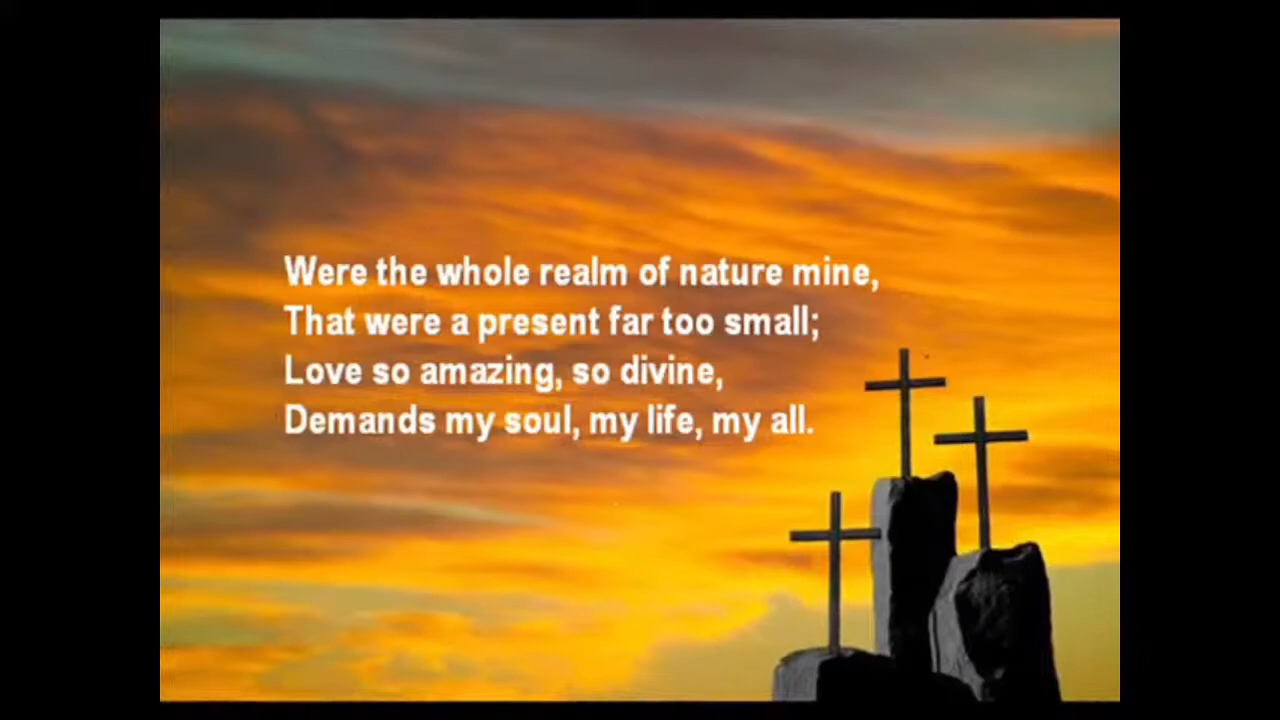 Were the whole realm of nature mine,
That were a present far too small;
Love so amazing, so divine,
Demands my soul, my life, my all.